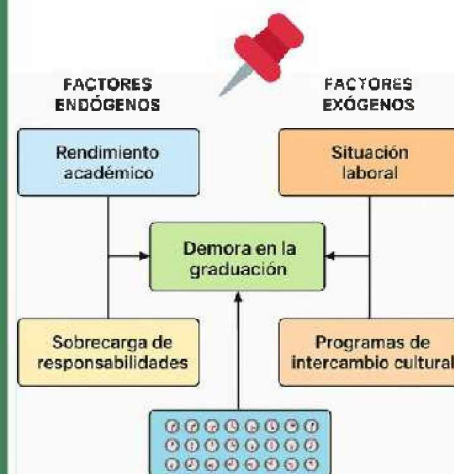 FACTORES
ENDÓGENOS
FACTORES
EXÓGENOS
Rendimiento
académico
Situación
laboral
Demora en la
graduación
Sobrecarga de
responsabilidades
Programas de
intercambio cultural